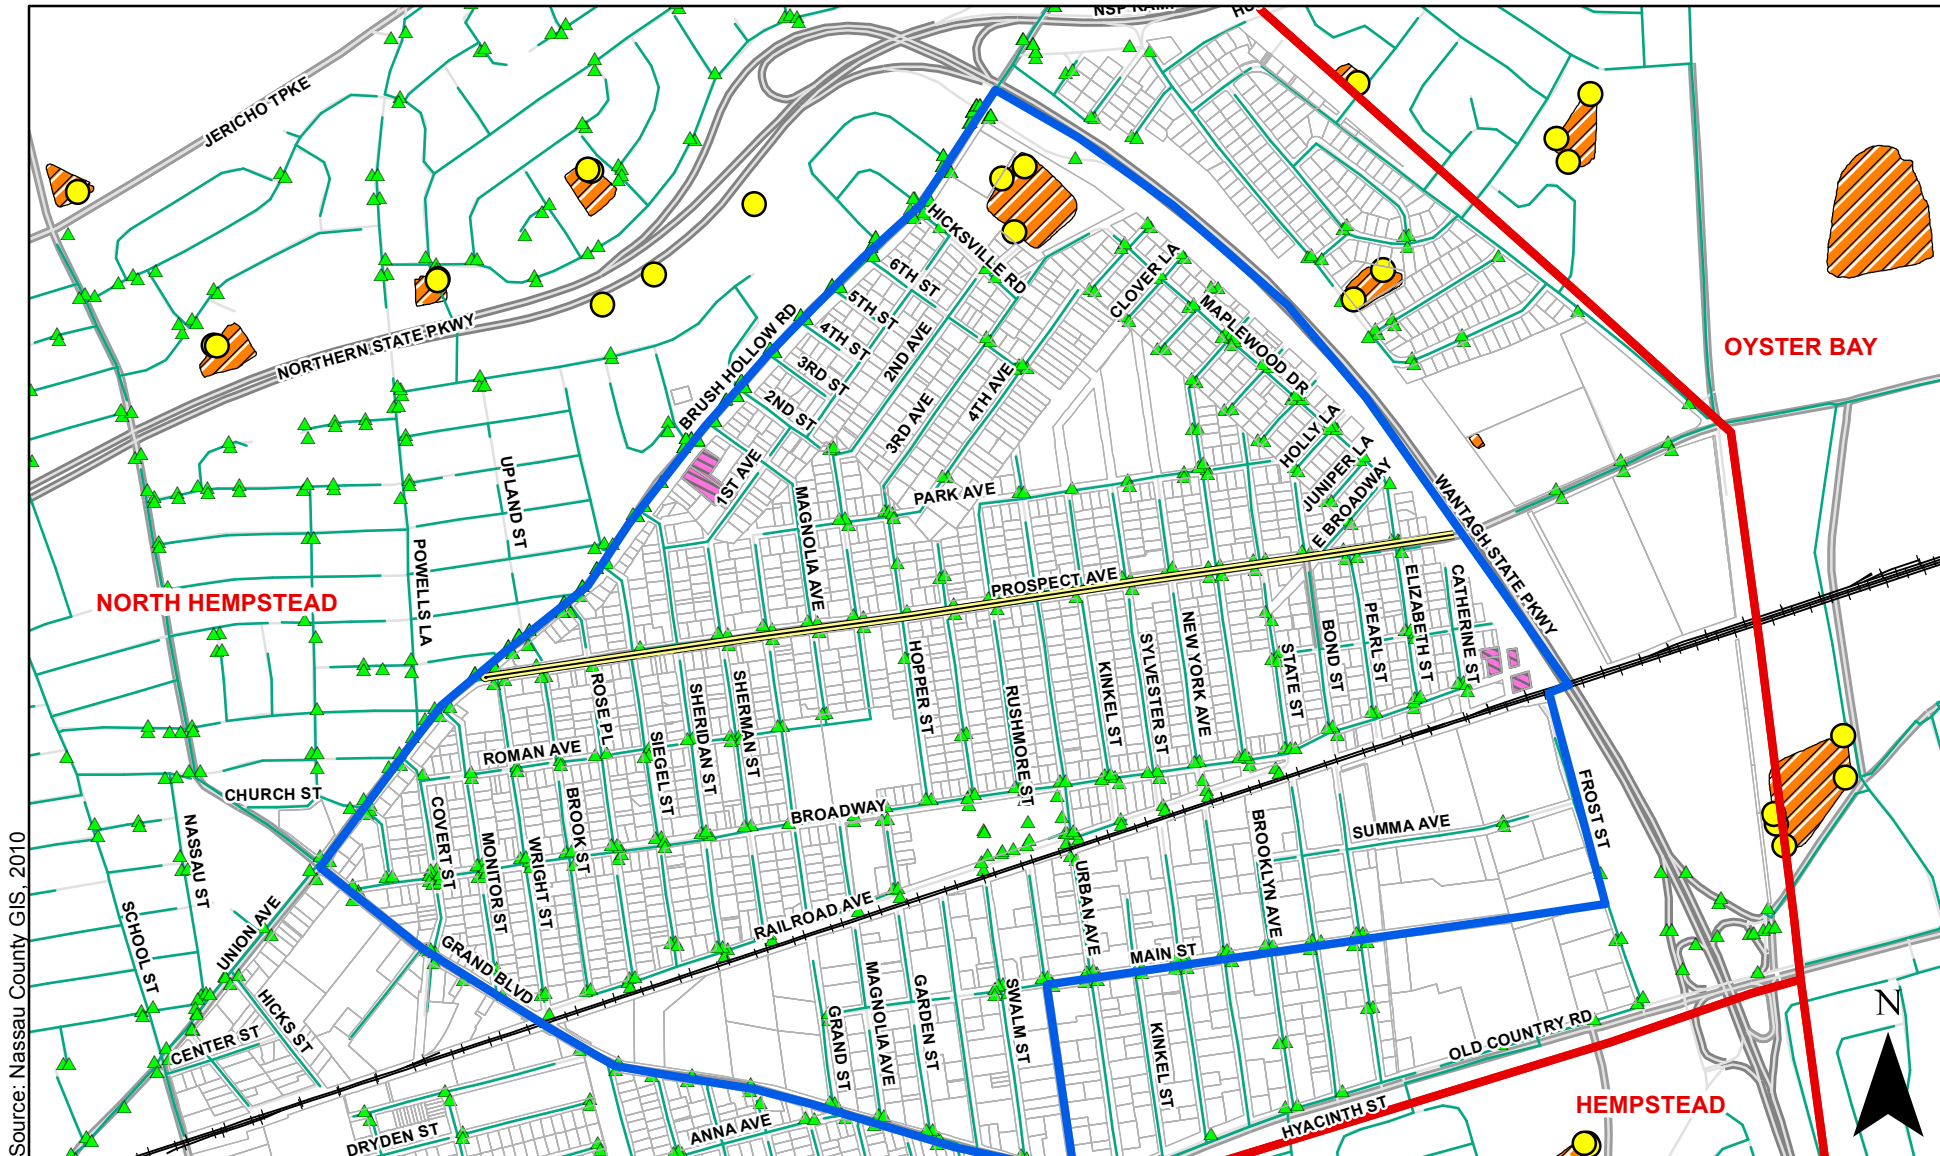 NSP RAMP
JERICHO TPKE
HICKSVILLE RD
CLOVER LA
6TH ST
5TH ST
4TH ST
3RD ST
2ND ST
2ND AVE
3RD AVE
4TH AVE
1ST AVE
MAPLEWOOD DR
BRUSH HOLLOW RD
NORTHERN STATE PKWY
OYSTER BAY
HOLLY LA
JUNIPER LA
E BROADWAY
WANTAGH STATE PKWY
UPLAND ST
MAGNOLIA AVE
PARK AVE
POWELLS LA
PROSPECT AVE
NORTH HEMPSTEAD
ELIZABETH ST
CATHERINE ST
PEARL ST
BOND ST
STATE ST
NEW YORK AVE
SYLVESTER ST
KINKEL ST
RUSHMORE ST
HOPPER ST
SHERMAN ST
SHERIDAN ST
SIEGEL ST
ROSE PL
ROMAN AVE
CHURCH ST
BROADWAY
COVERT ST
MONITOR ST
WRIGHT ST
BROOK ST
NASSAU ST
SCHOOL ST
UNION AVE
HICKS ST
CENTER ST
GRAND BLVD
RAILROAD AVE
URBAN AVE
BROOKLYN AVE
SUMMA AVE
FROST ST
MAIN ST
GRAND ST
MAGNOLIA AVE
GARDEN ST
SWALM ST
KINKEL ST
OLD COUNTRY RD
HYACINTH ST
HEMPSTEAD
DRYDEN ST
ANNA AVE
N
Source: Nassau County GIS, 2010